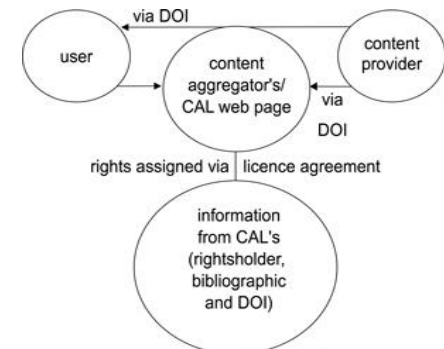 via DOI
user
content
provider
content
aggregator's/
CAL web page
via
DOI
rights assigned via licence agreement
information
from CAL's
(rightsholder,
bibliographic
and DOI)